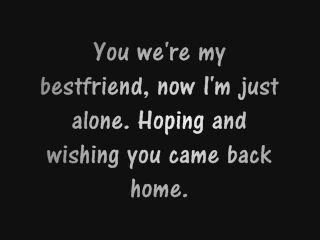 You we're my
bestfriend, now I'm just
alone. Hoping and
wishing you came back
home.